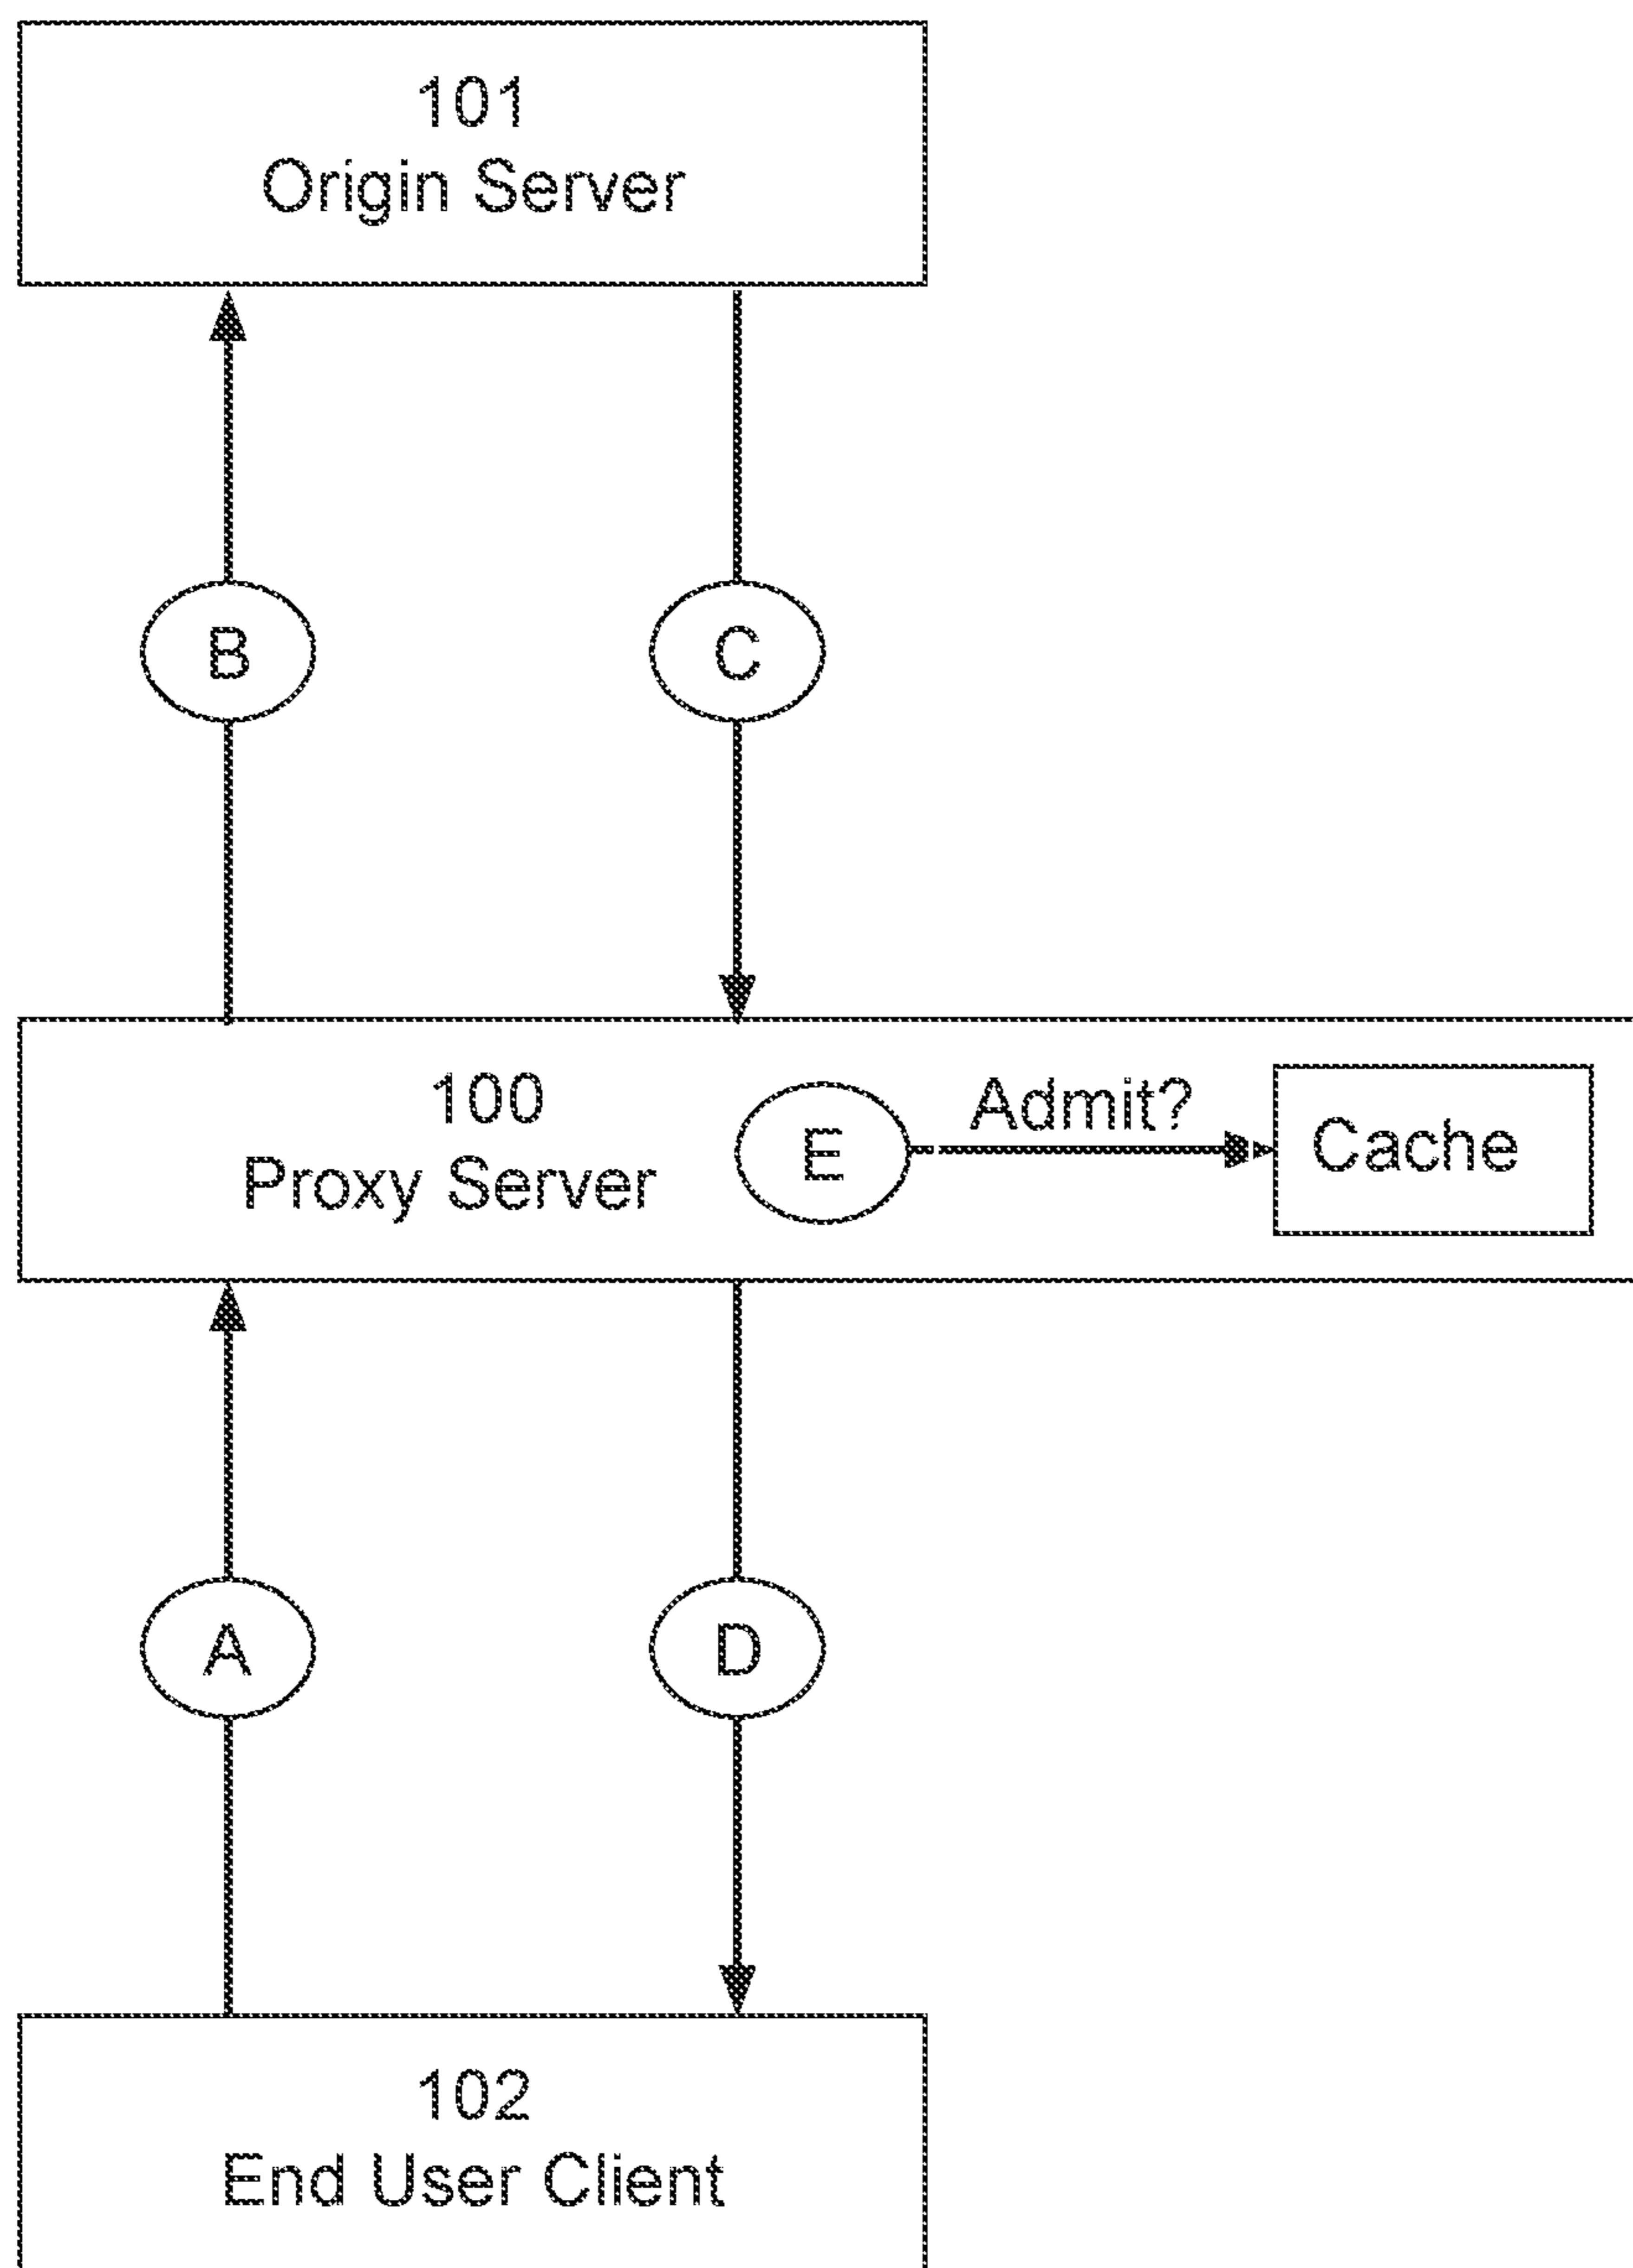 101
Origin Server
B
C
100
Proxy Server
E
Admit?
Cache
A
D
102
End User Client